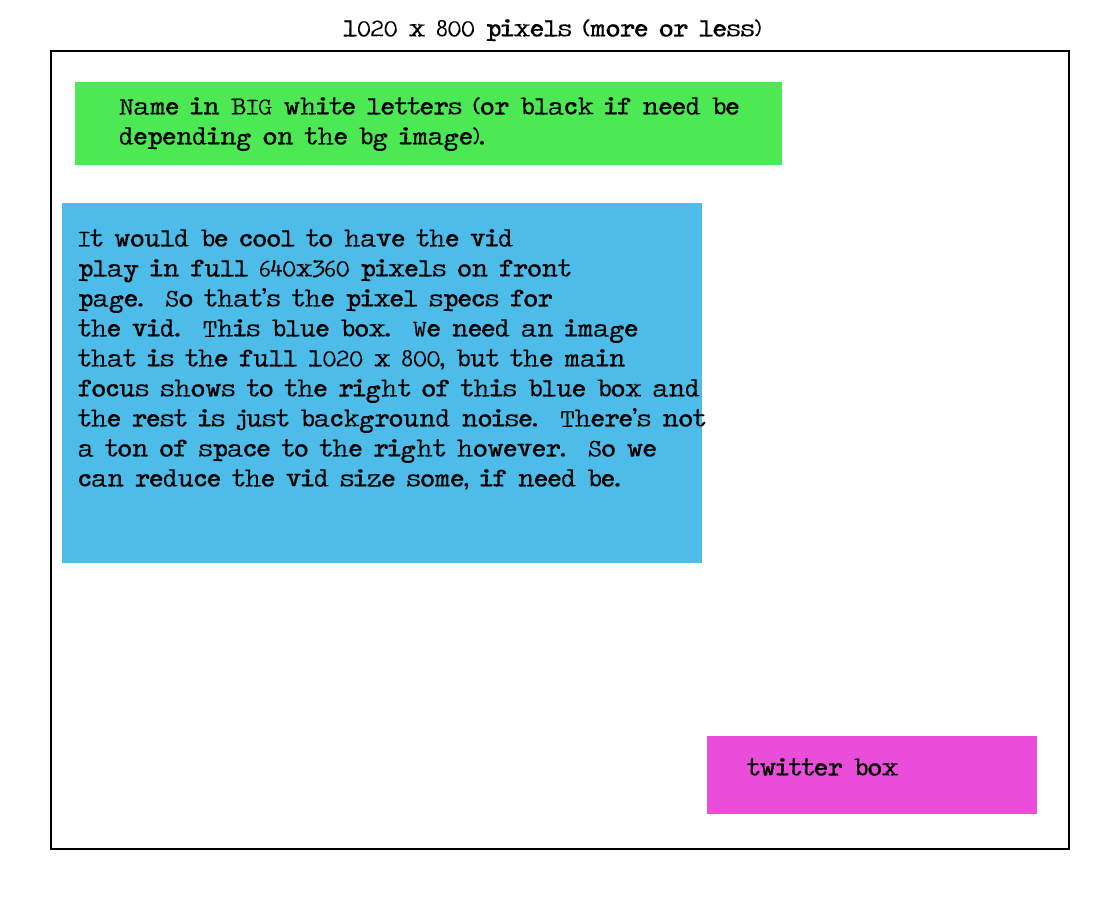 1020 x 800 pixels (more or less)
Name in BIG white letters (or black if need be
depending on the bg image).
It would be cool to have the vid
play in full 640x360 pixels on front
page.  So that's the pixel specs for
the vid.  This blue box.  We need an image
that is the full 1020 x 800, but the main
focus shows to the right of this blue box and
the rest is just background noise.  There's not
a ton of space to the right however.  So we
can reduce the vid size some, if need be.
twitter box